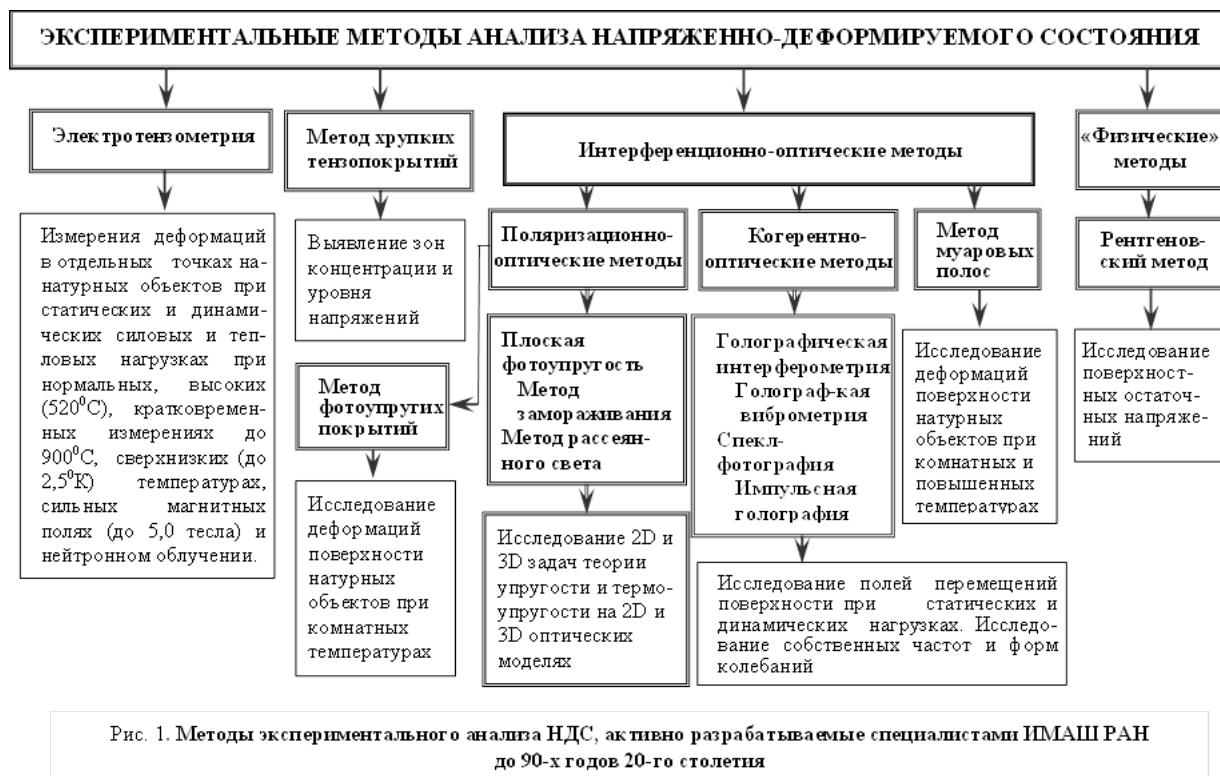 ЭКСПЕРИМЕНТАЛЬНЫЕ МЕТОДЫ АНАЛИЗА НАПРЯЖЕННО-ДЕФОРМИРУЕМОГО СОСТОЯНИЯ
Электротензометрия
Измерения деформаций
в отдельных точках на-
натурных объектов при
статических и динами-
ческих силовых и теп-
ловых нагрузках при
нормальных, высоких
(520⁰С), кратковремен-
ных измерениях до
900⁰С, сверхнизких (до
2,5⁰К) температурах,
сильных магнитных
полях (до 5,0 тесла) и
нейтронном облучении.
Метод хрупких
тензопокрытий
Выявление зон
концентрации и
уровня
напряжений
Интерференционно-оптические методы
Поляризационно-
оптические методы
Метод
фотоупругих
покрытий
Исследование
деформаций
поверхности
натурных
объектов при
комнатных
температурах
Плоская
фотоупругость
Метод
замораживания
Метод рассеян-
ного света
Исследование 2D и
3D задач теории
упругости и термо-
упругости на 2D и
3D оптических
моделях
Когерентно-
оптические методы
Голографическая
интерферометрия
Голограф-кая
виброметрия
Спекл-
фотография
Импульсная
голография
Исследование полей перемещений
поверхности при статических и
динамических нагрузках. Исследо-
вание собственных частот и форм
колебаний
Метод
муаровых
полос
Исследование
деформаций
поверхности
натурных
объектов при
комнатных и
повышенных
температурах
«Физические»
методы
Рентгенов-
ский метод
Исследование
поверхност-
ных остаточ-
ных напряже-
ний
Рис. 1. Методы экспериментального анализа НДС, активно разрабатываемые специалистами ИМАШ РАН
до 90-х годов 20-го столетия